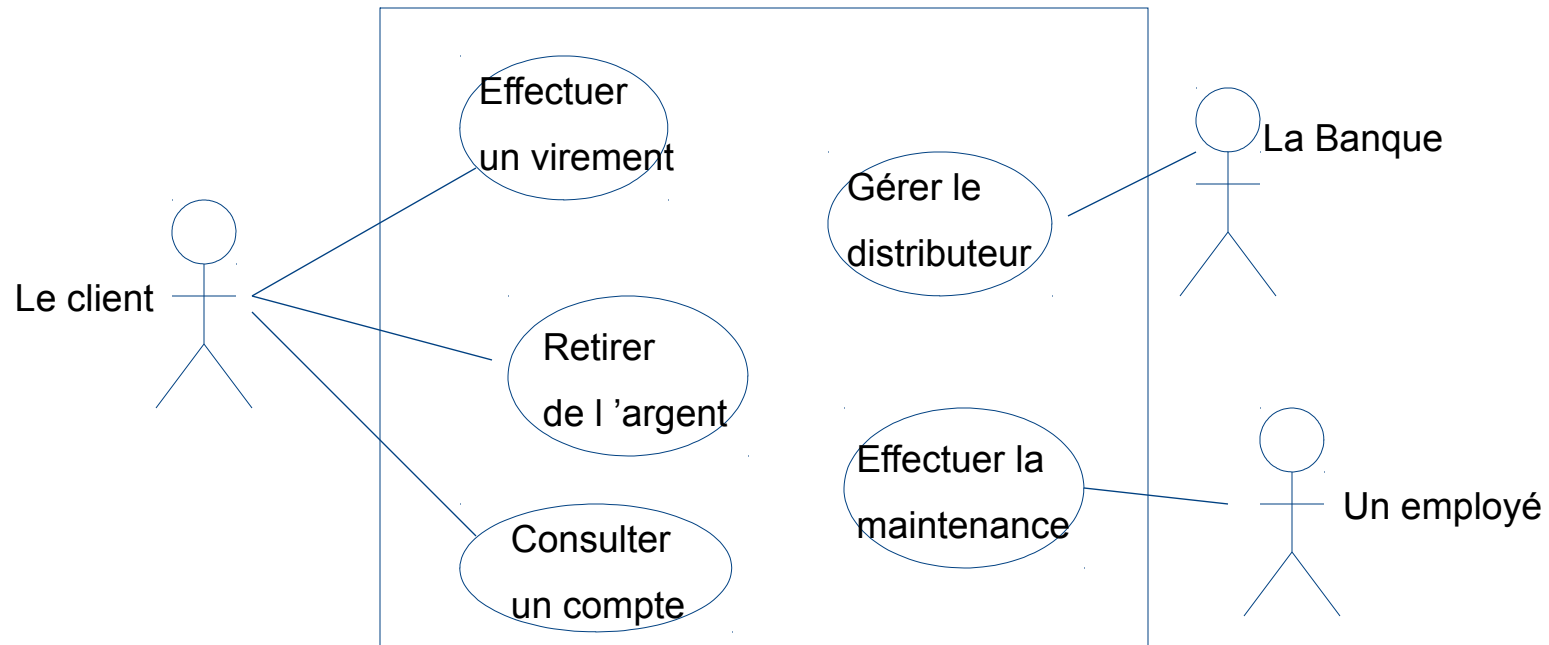 Effectuer
un virement
La Banque
Gérer le
distributeur
Le client
Retirer
de l ’argent
Effectuer la
maintenance
Un employé
Consulter
un compte